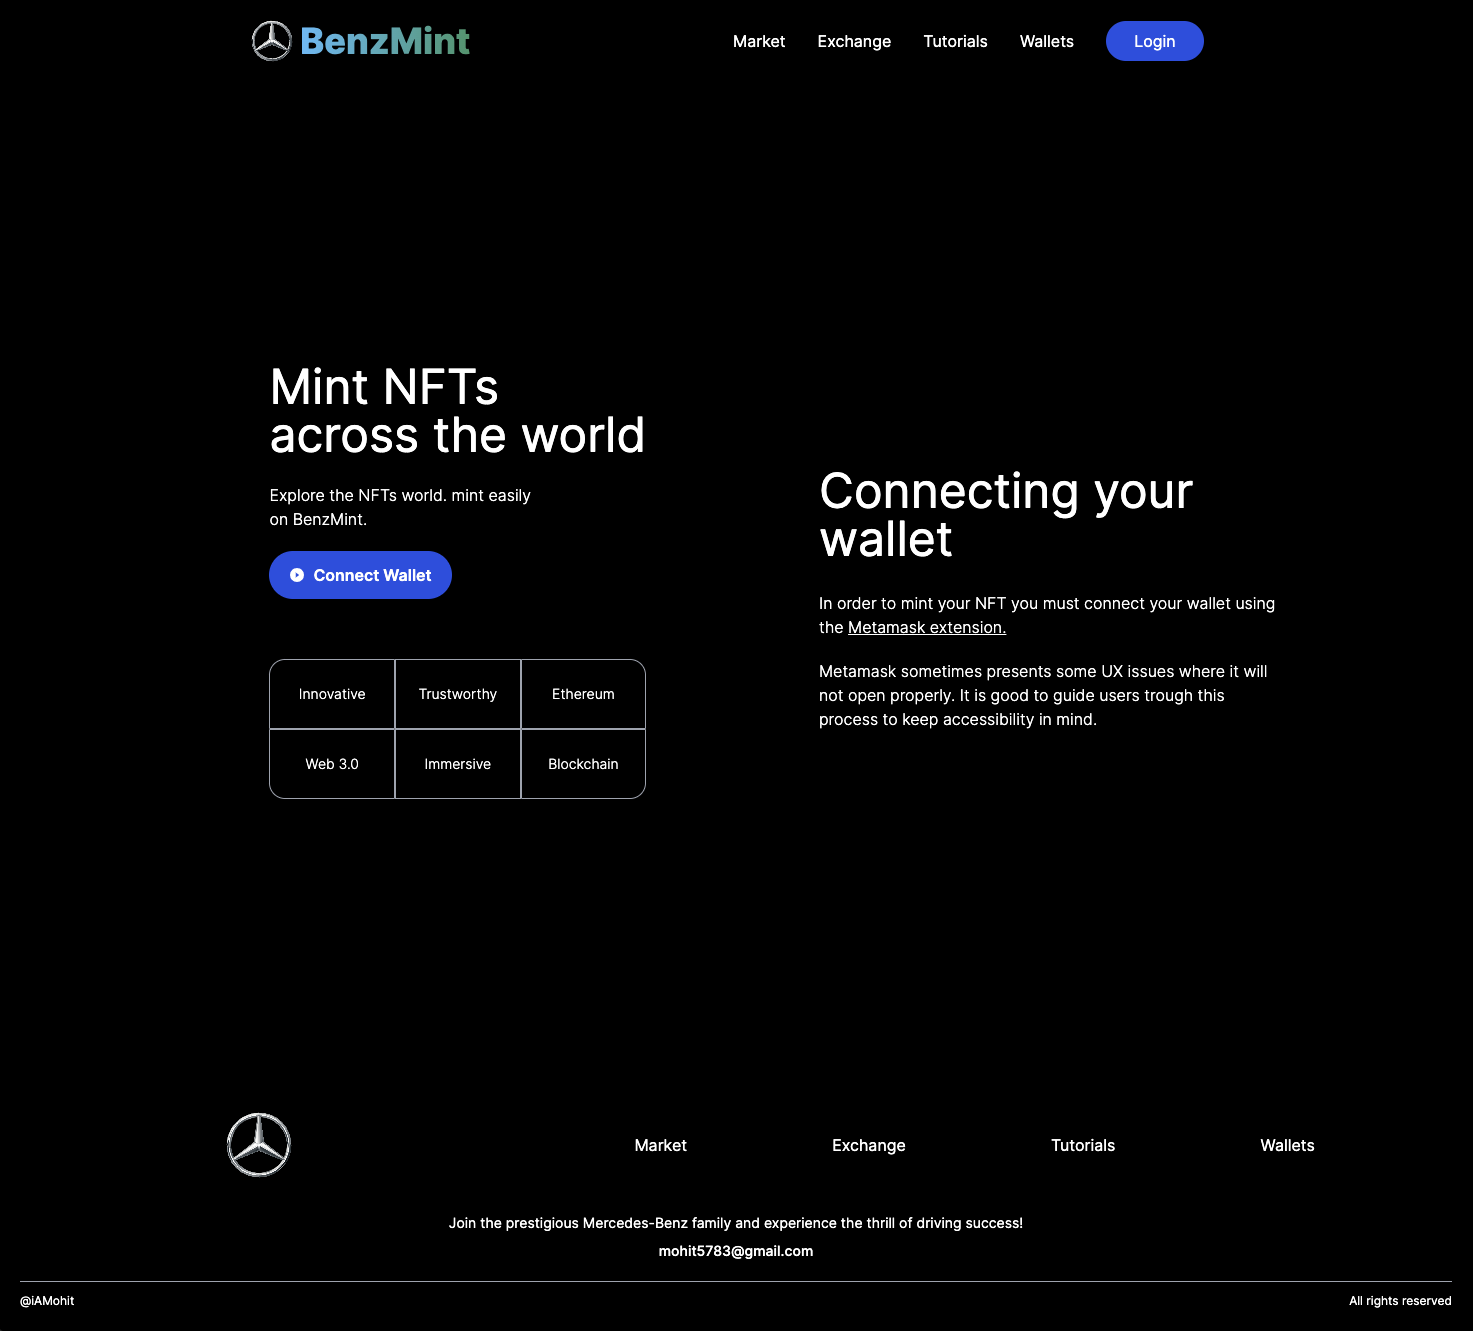 BenzMint
Market
Exchange
Tutorials
Wallets
Login
Mint NFTs
across the world
Explore the NFTs world. mint easily
on BenzMint.
Connect Wallet
Innovative
Trustworthy
Ethereum
Web 3.0
Immersive
Blockchain
Connecting your
wallet
In order to mint your NFT you must connect your wallet using
the Metamask extension.
Metamask sometimes presents some UX issues where it will
not open properly. It is good to guide users trough this
process to keep accessibility in mind.
Market
Exchange
Tutorials
Wallets
Join the prestigious Mercedes-Benz family and experience the thrill of driving success!
mohit5783@gmail.com
@iAMohit
All rights reserved